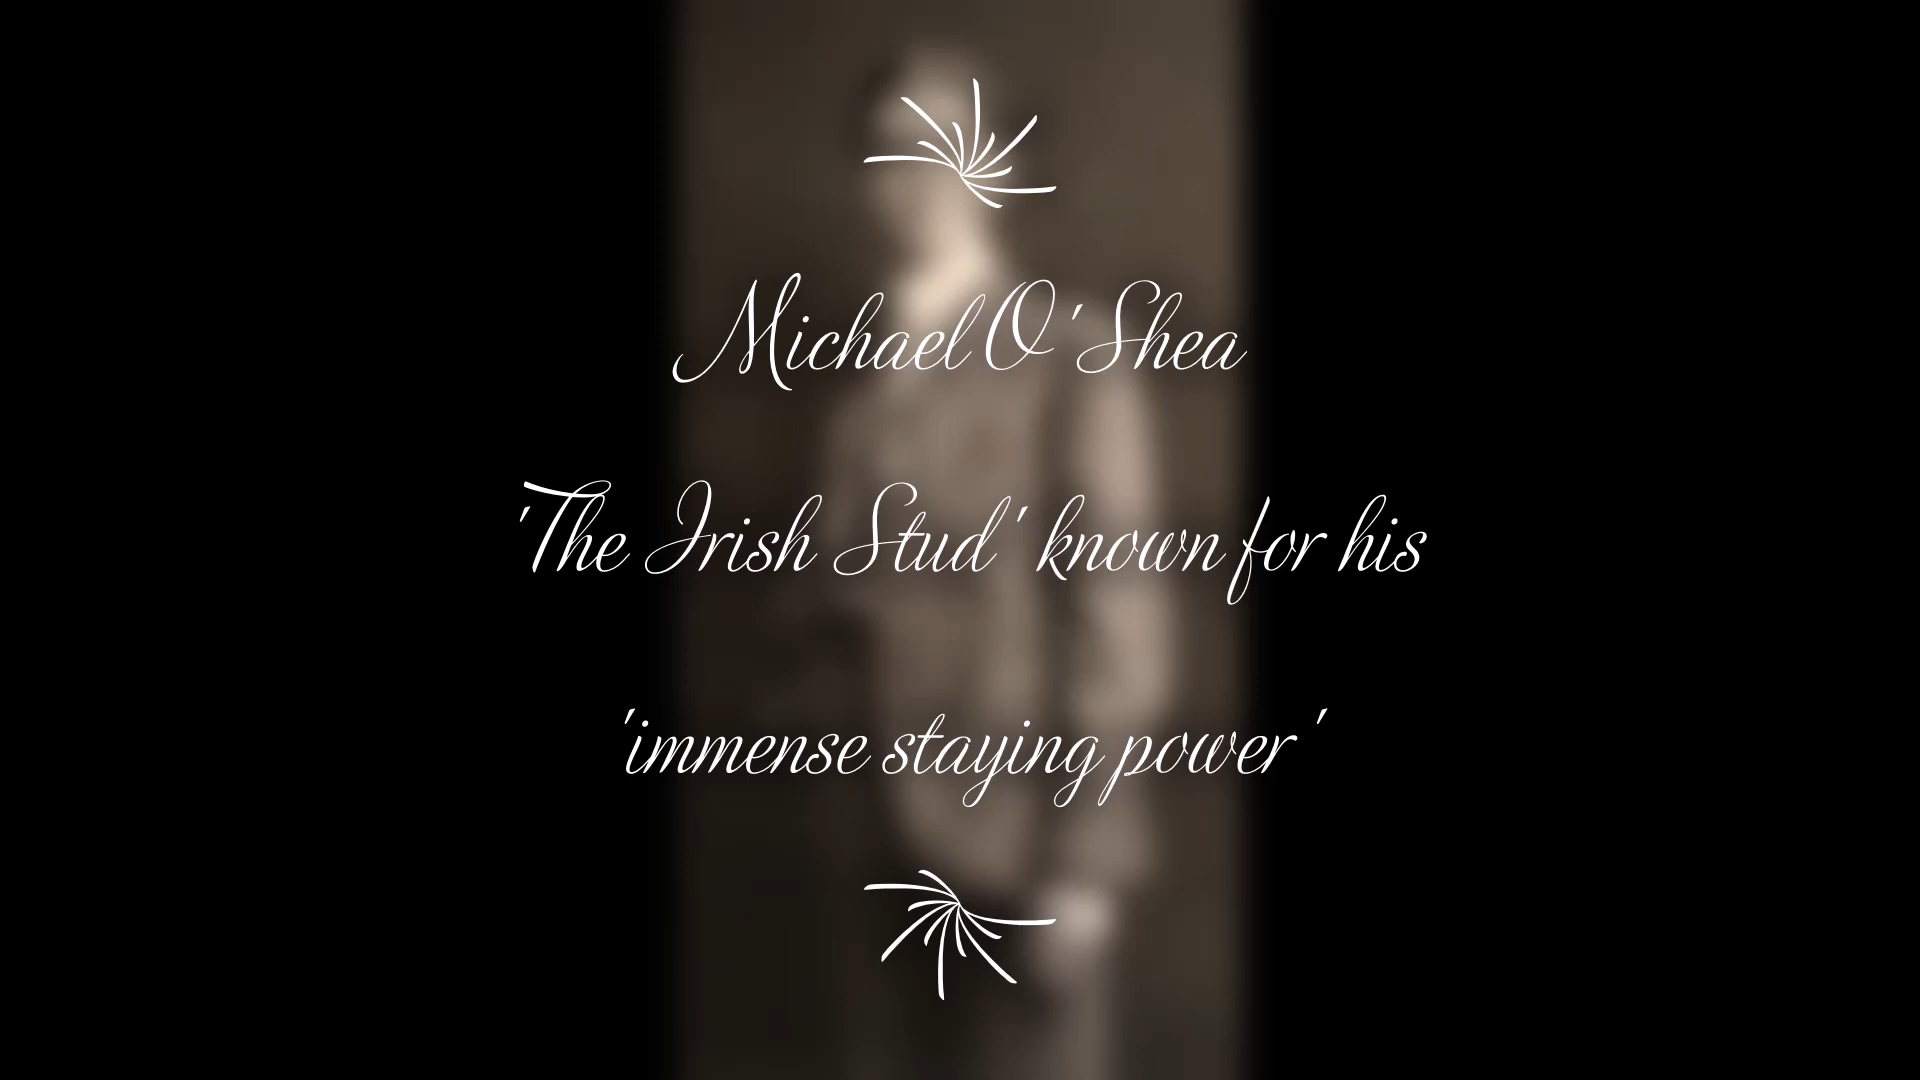 Michael O'Shea
'The Irish Stud' known for his
'immense staying power'